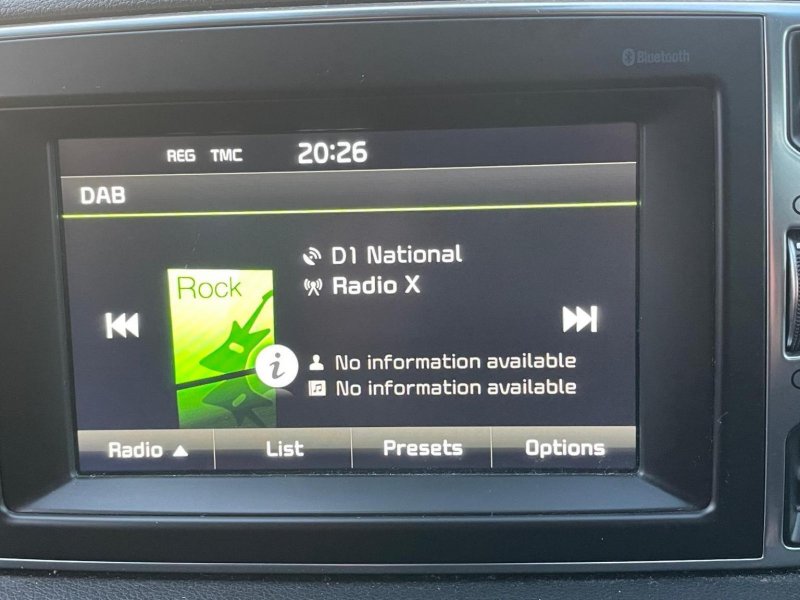 Bluetooth
REG TMC 20:26
DAB
D1 National
Radio X
Rock
i
No information available
No information available
Radio List Presets Options